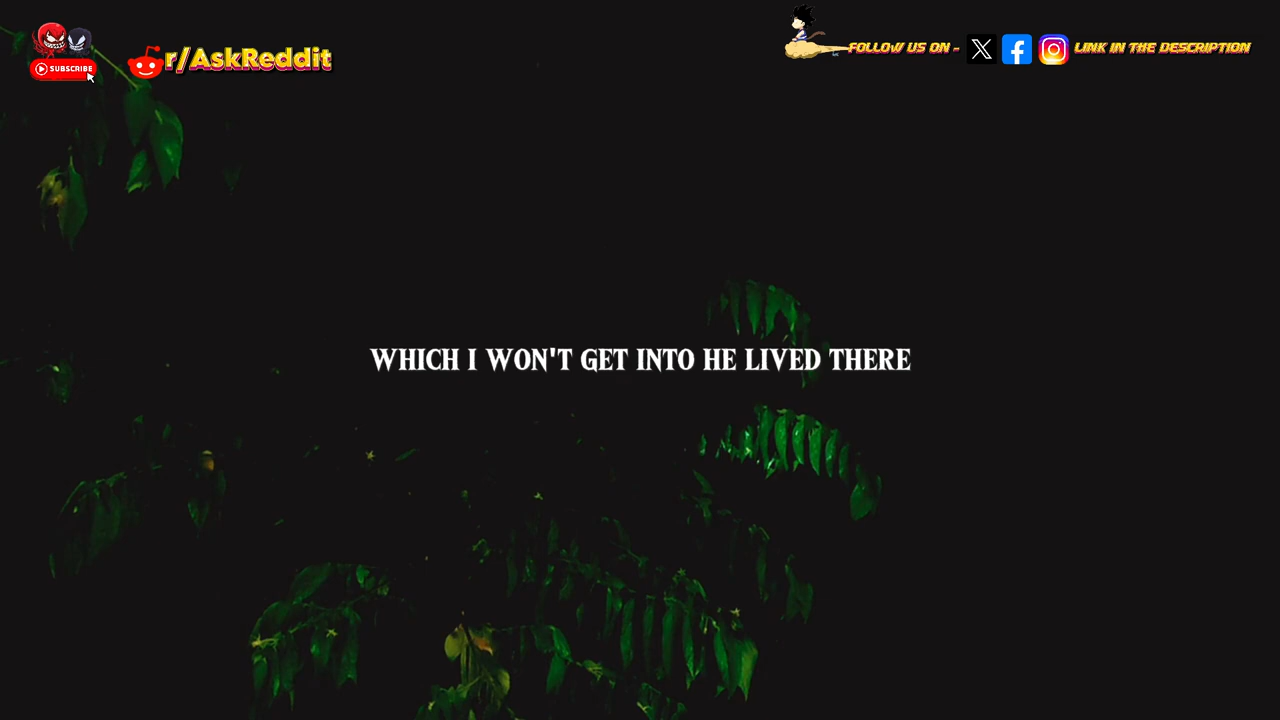 SUBSCRIBE
r/AskReddit
FOLLOW US ON -
LINK IN THE DESCRIPTION
WHICH I WON'T GET INTO HE LIVED THERE